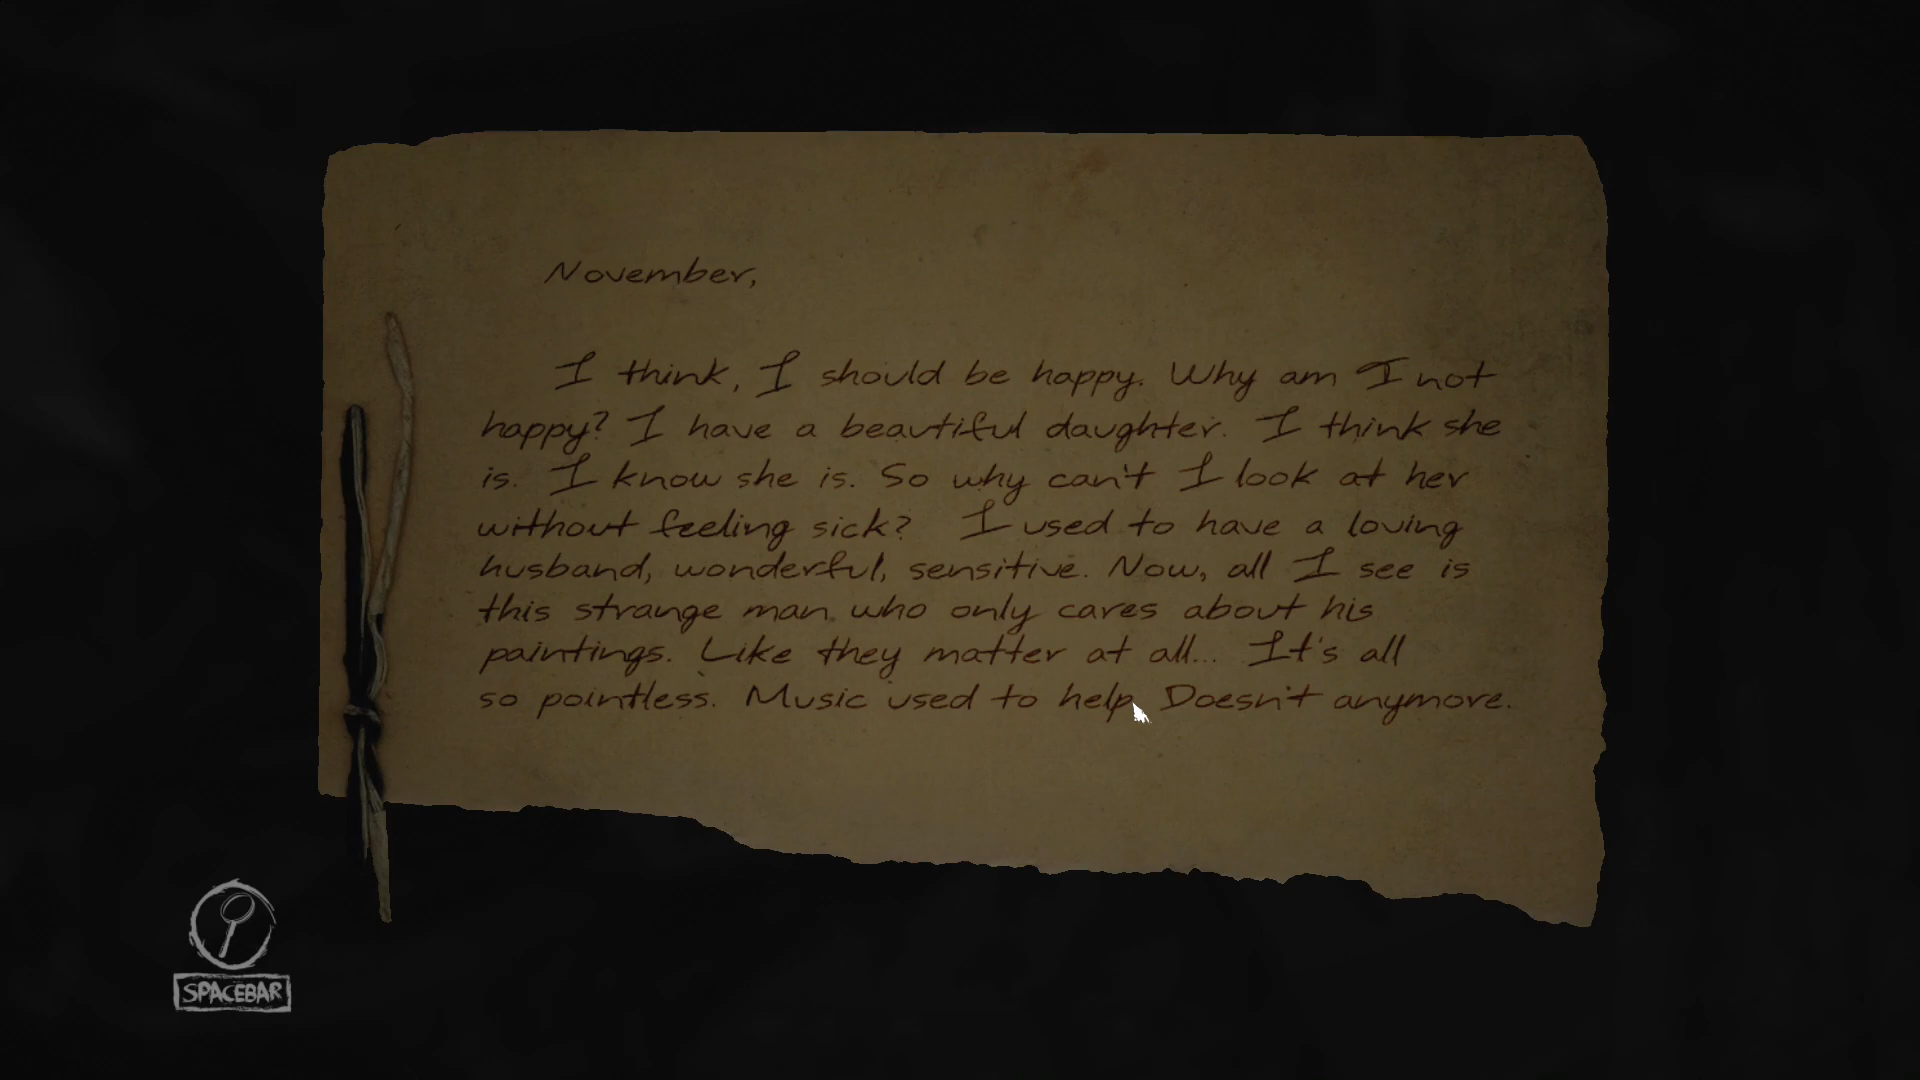 November,
I think, I should be happy. Why am I not
happy? I have a beautiful daughter. I think she
is. I know she is. So why can't I look at her
without feeling sick? I used to have a loving
husband, wonderful, sensitive. Now, all I see is
this strange man who only cares about his
paintings. Like they matter at all... It's all
so pointless. Music used to help. Doesn't anymore.
SPACEBAR